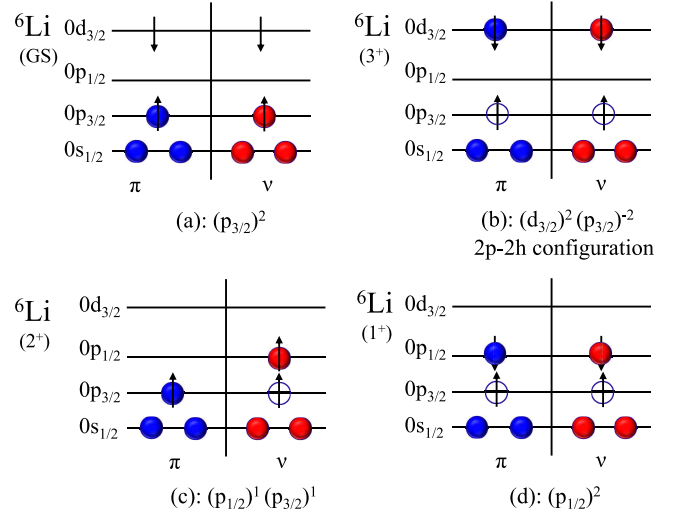 ⁶Li 0d₃/₂
(GS)
0p₁/₂
0p₃/₂
0s₁/₂
π ν
(a): (p₃/₂)²
⁶Li 0d₃/₂
(3⁺)
0p₁/₂
0p₃/₂
0s₁/₂
π ν
(b): (d₃/₂)² (p₃/₂)⁻²
2p-2h configuration
⁶Li 0d₃/₂
(2⁺)
0p₁/₂
0p₃/₂
0s₁/₂
π ν
(c): (p₁/₂)¹ (p₃/₂)¹
⁶Li 0d₃/₂
(1⁺)
0p₁/₂
0p₃/₂
0s₁/₂
π ν
(d): (p₁/₂)²